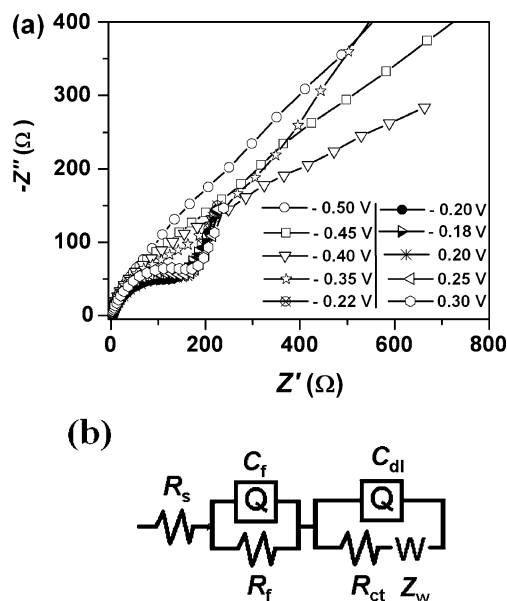 (a)
400
300
200
100
0
-Z″ (Ω)
- 0.50 V
- 0.45 V
- 0.40 V
- 0.35 V
- 0.22 V
- 0.20 V
- 0.18 V
0.20 V
0.25 V
0.30 V
0 200 400 600 800
Z′ (Ω)
(b)
Rs
Cf
Q
Rf
Cdl
Q
Rct
Zw